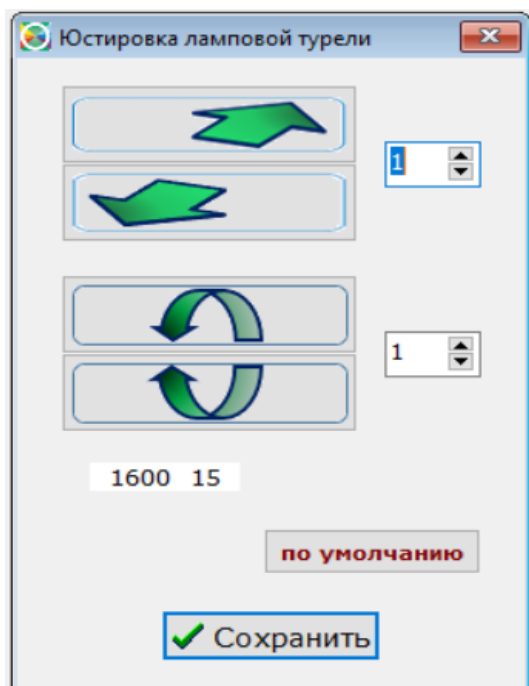 Юстировка ламповой турели
1
1
1600 15
по умолчанию
Сохранить